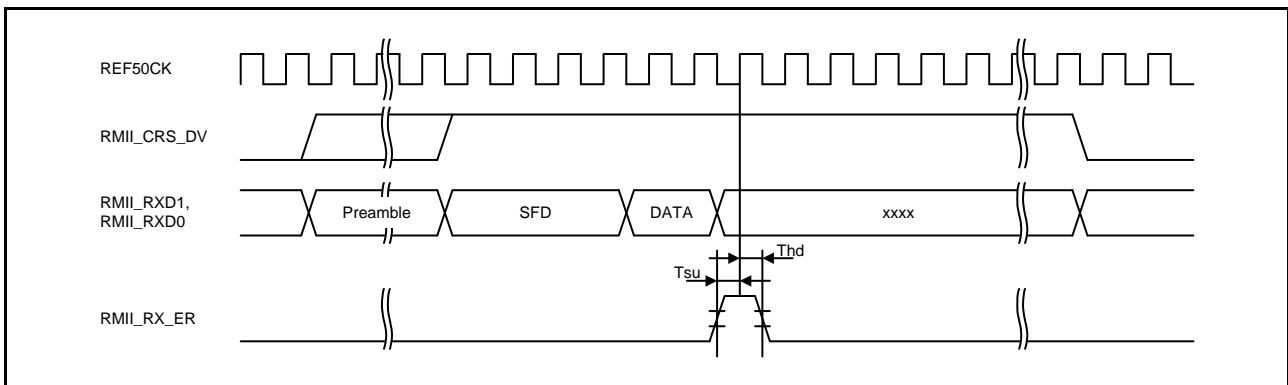 REF50CK
RMII_CRS_DV
RMII_RXD1,
RMII_RXD0
Preamble
SFD
DATA
xxxx
Thd
Tsu
RMII_RX_ER